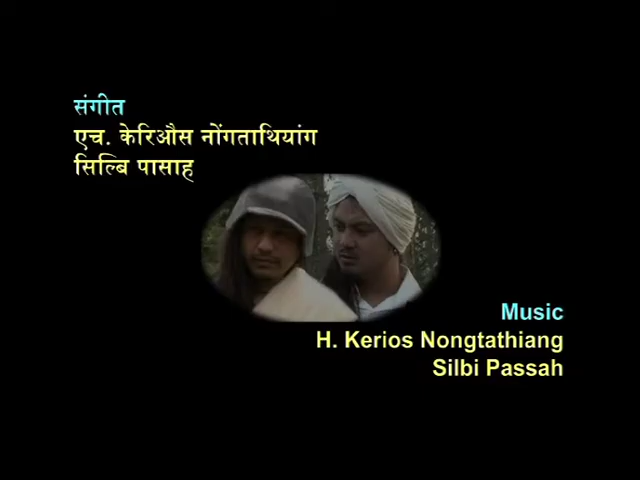 संगीत
एच. केरिऔस नोंगताथियांग
सिल्बि पासाह
Music
H. Kerios Nongtathiang
Silbi Passah